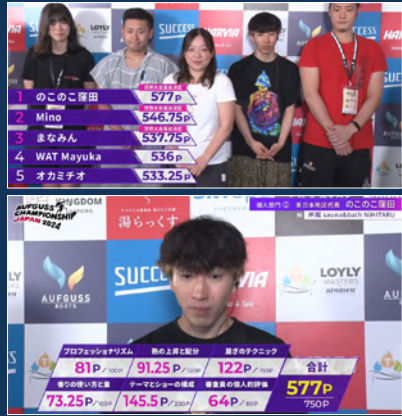 SUCCESS
LOYLY
HARVIA
SUCCESS
世界大会進出決定
1 のこのこ窪田 577P
世界大会進出決定
2 Mino 546.75P
世界大会進出決定
3 まなみん 537.75P
4 WAT Mayuka 536P
5 オカミチオ 533.25P
AUFGUSS
CHAMPIONSHIP
JAPAN 2024
KINGDOM
湯らっくす
個人部門② 東日本地区代表 のこのこ窪田
所属 sauna&bath NIHITARU
AUFGUSS
ROOTS
SUCCESS
HARVIA
LOYLY
MASTERS
プロフェッショナリズム 熱の上昇と配分 扇ぎのテクニック 合計
81P/100P 91.25P/120P 122P/150P
香りの使い方と量 テーマとショーの構成 審査員の個人的評価 577P
73.25P/100P 145.5P/200P 64P/80P 750P